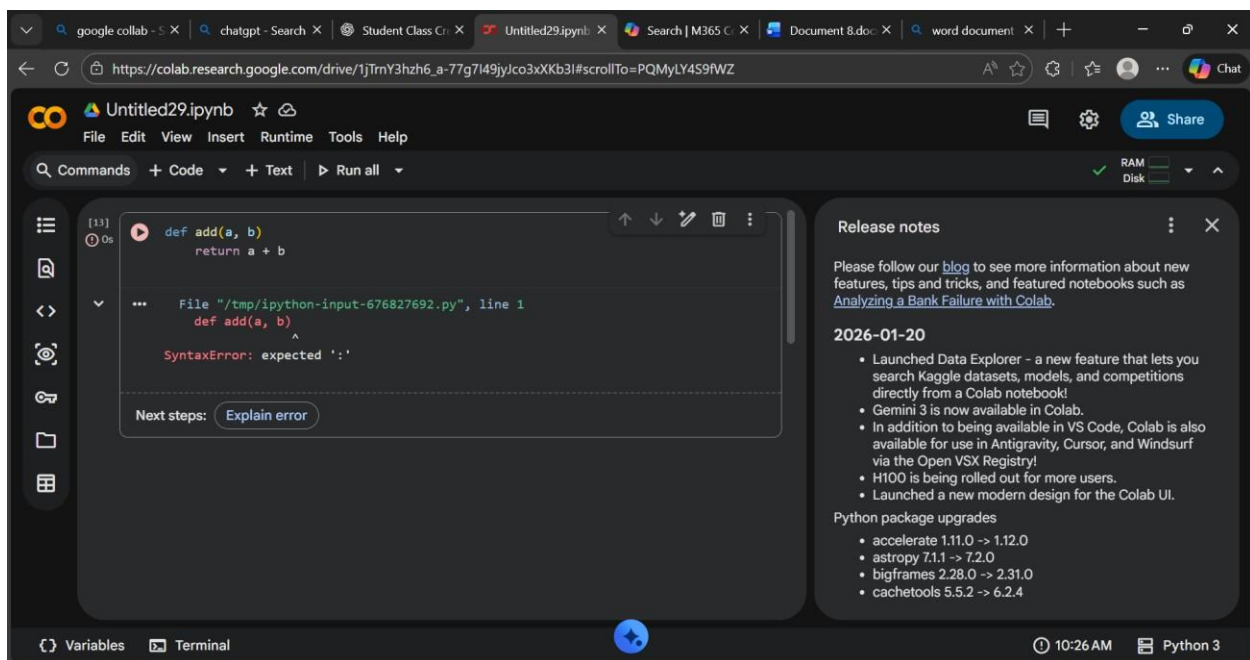 google collab - S
chatgpt - Search
Student Class Cr
Untitled29.ipynb
Search | M365 C
Document 8.doc
word document
https://colab.research.google.com/drive/1jTrnY3hzh6_a-77g7I49jyJco3xXKb3I#scrollTo=PQMyLY4S9fWZ
Chat
Untitled29.ipynb
File Edit View Insert Runtime Tools Help
Share
Commands + Code + Text Run all
RAM
Disk
[13]
0s
def add(a, b)
return a + b
File "/tmp/ipython-input-676827692.py", line 1
def add(a, b)
^
SyntaxError: expected ':'
Next steps: Explain error
Release notes
Please follow our blog to see more information about new
features, tips and tricks, and featured notebooks such as
Analyzing a Bank Failure with Colab.
2026-01-20
• Launched Data Explorer - a new feature that lets you
search Kaggle datasets, models, and competitions
directly from a Colab notebook!
• Gemini 3 is now available in Colab.
• In addition to being available in VS Code, Colab is also
available for use in Antigravity, Cursor, and Windsurf
via the Open VSX Registry!
• H100 is being rolled out for more users.
• Launched a new modern design for the Colab UI.
Python package upgrades
• accelerate 1.11.0 -> 1.12.0
• astropy 7.1.1 -> 7.2.0
• bigframes 2.28.0 -> 2.31.0
• cachetools 5.5.2 -> 6.2.4
{} Variables Terminal
10:26 AM Python 3